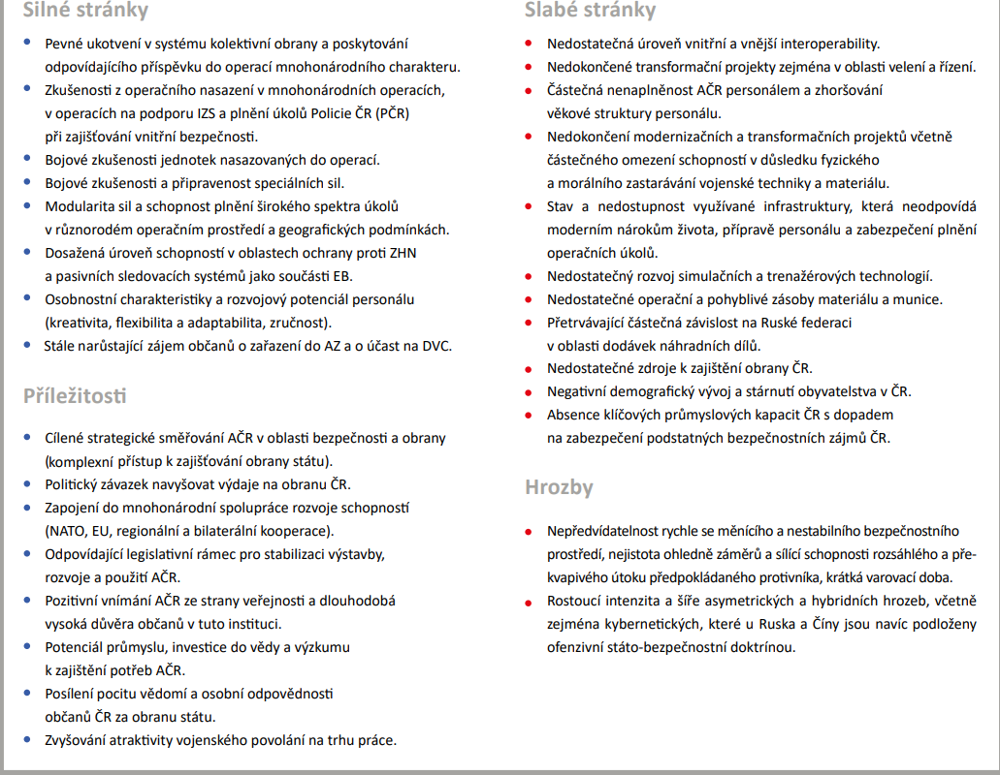 Silné stránky
• Pevné ukotvení v systému kolektivní obrany a poskytování
odpovídajícího příspěvku do operací mnohonárodního charakteru.
• Zkušenosti z operačního nasazení v mnohonárodních operacích,
v operacích na podporu IZS a plnění úkolů Policie ČR (PČR)
při zajišťování vnitřní bezpečnosti.
• Bojové zkušenosti jednotek nasazovaných do operací.
• Bojové zkušenosti a připravenost speciálních sil.
• Modularita sil a schopnost plnění širokého spektra úkolů
v různorodém operačním prostředí a geografických podmínkách.
• Dosažená úroveň schopností v oblastech ochrany proti ZHN
a pasivních sledovacích systémů jako součásti EB.
• Osobnostní charakteristiky a rozvojový potenciál personálu
(kreativita, flexibilita a adaptabilita, zručnost).
• Stále narůstající zájem občanů o zařazení do AZ a o účast na DVC.
Příležitosti
• Cílené strategické směřování AČR v oblasti bezpečnosti a obrany
(komplexní přístup k zajišťování obrany státu).
• Politický závazek navyšovat výdaje na obranu ČR.
• Zapojení do mnohonárodní spolupráce rozvoje schopností
(NATO, EU, regionální a bilaterální kooperace).
• Odpovídající legislativní rámec pro stabilizaci výstavby,
rozvoje a použití AČR.
• Pozitivní vnímání AČR ze strany veřejnosti a dlouhodobá
vysoká důvěra občanů v tuto instituci.
• Potenciál průmyslu, investice do vědy a výzkumu
k zajištění potřeb AČR.
• Posílení pocitu vědomí a osobní odpovědnosti
občanů ČR za obranu státu.
• Zvyšování atraktivity vojenského povolání na trhu práce.
Slabé stránky
• Nedostatečná úroveň vnitřní a vnější interoperability.
• Nedokončené transformační projekty zejména v oblasti velení a řízení.
• Částečná nenaplněnost AČR personálem a zhoršování
věkové struktury personálu.
• Nedokončení modernizačních a transformačních projektů včetně
částečného omezení schopností v důsledku fyzického
a morálního zastarávání vojenské techniky a materiálu.
• Stav a nedostupnost využívané infrastruktury, která neodpovídá
moderním nárokům života, přípravě personálu a zabezpečení plnění
operačních úkolů.
• Nedostatečný rozvoj simulačních a trenažérových technologií.
• Nedostatečné operační a pohyblivé zásoby materiálu a munice.
• Přetrvávající částečná závislost na Ruské federaci
v oblasti dodávek náhradních dílů.
• Nedostatečné zdroje k zajištění obrany ČR.
• Negativní demografický vývoj a stárnutí obyvatelstva v ČR.
• Absence klíčových průmyslových kapacit ČR s dopadem
na zabezpečení podstatných bezpečnostních zájmů ČR.
Hrozby
• Nepředvídatelnost rychle se měnícího a nestabilního bezpečnostního
prostředí, nejistota ohledně záměrů a sílící schopnosti rozsáhlého a pře-
kvapivého útoku předpokládaného protivníka, krátká varovací doba.
• Rostoucí intenzita a šíře asymetrických a hybridních hrozeb, včetně
zejména kybernetických, které u Ruska a Číny jsou navíc podloženy
ofenzivní státo-bezpečnostní doktrínou.